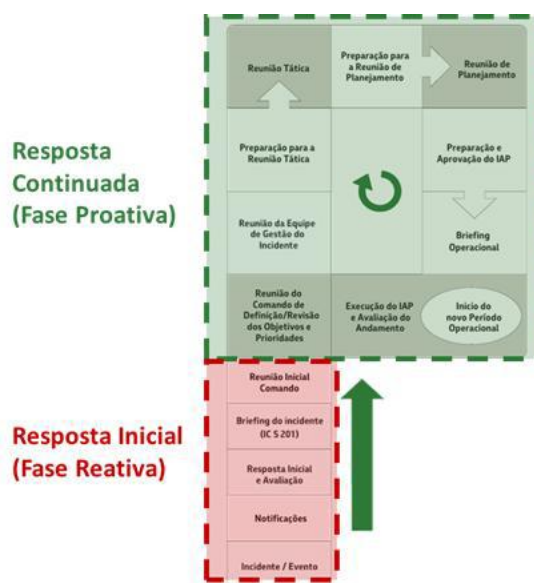 Reunião Tática
Preparação para
a Reunião de
Planejamento
Reunião de
Planejamento
Resposta
Continuada
(Fase Proativa)
Preparação para a
Reunião Tática
Preparação e
Aprovação do IAP
Reunião da Equipe
de Gestão do
Incidente
Briefing
Operacional
Reunião do
Comando de
Definição/Revisão
dos Objetivos e
Prioridades
Execução do IAP
e Avaliação do
Andamento
Início do
novo Período
Operacional
Resposta Inicial
(Fase Reativa)
Reunião Inicial
Comando
Briefing do incidente
(IC S 201)
Resposta Inicial
e Avaliação
Notificações
Incidente / Evento